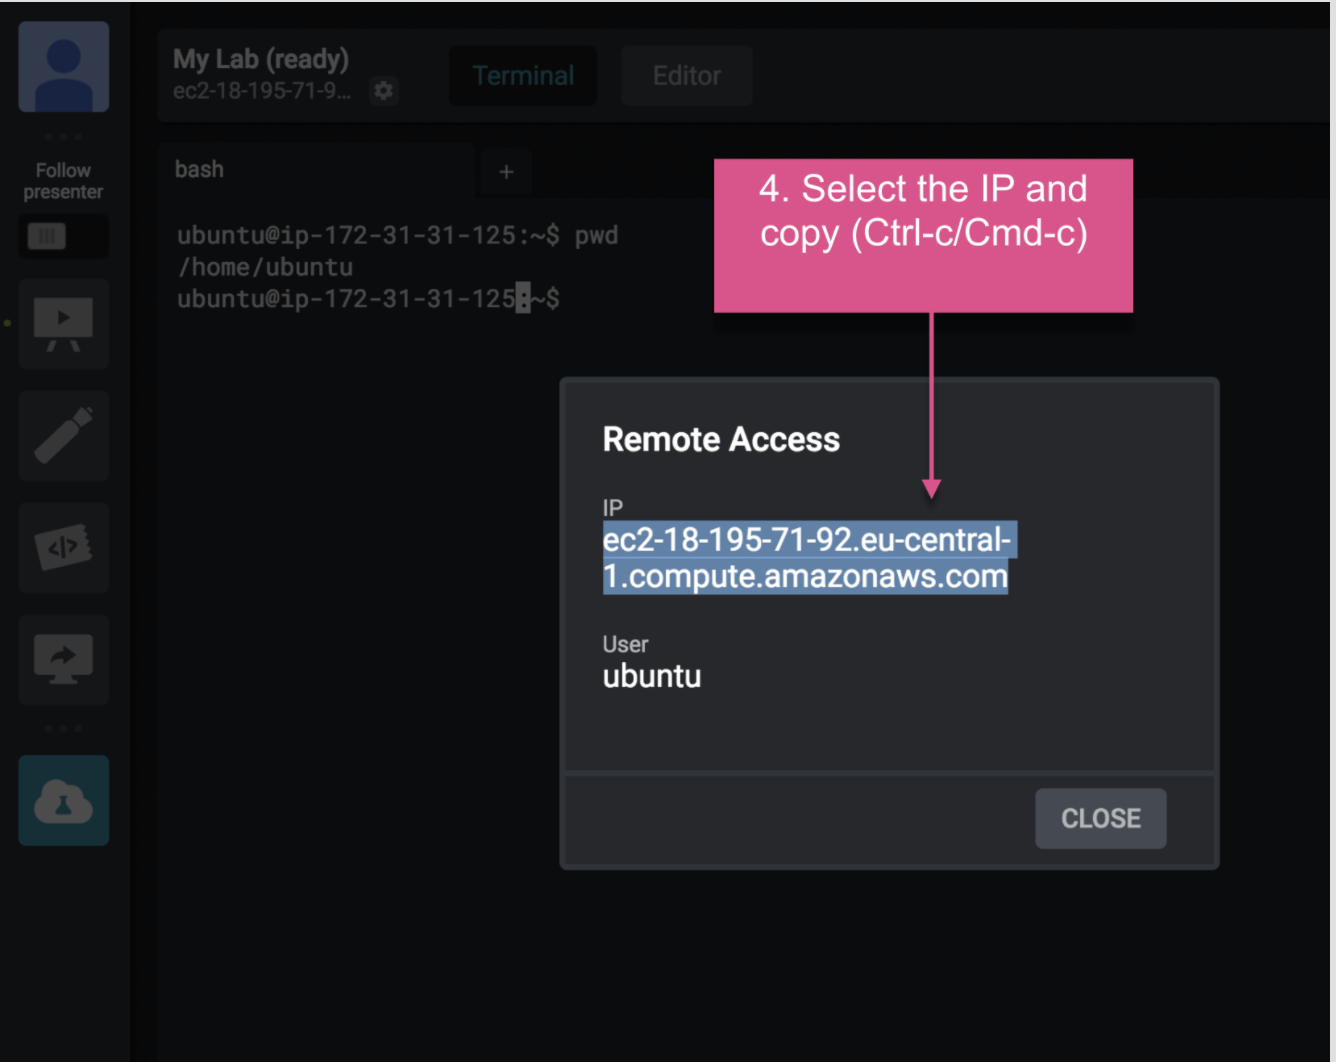 My Lab (ready)
ec2-18-195-71-9...
Terminal
Editor
Follow
presenter
bash
+
ubuntu@ip-172-31-31-125:~$ pwd
/home/ubuntu
ubuntu@ip-172-31-31-125:~$
4. Select the IP and
copy (Ctrl-c/Cmd-c)
Remote Access
IP
ec2-18-195-71-92.eu-central-
1.compute.amazonaws.com
User
ubuntu
CLOSE